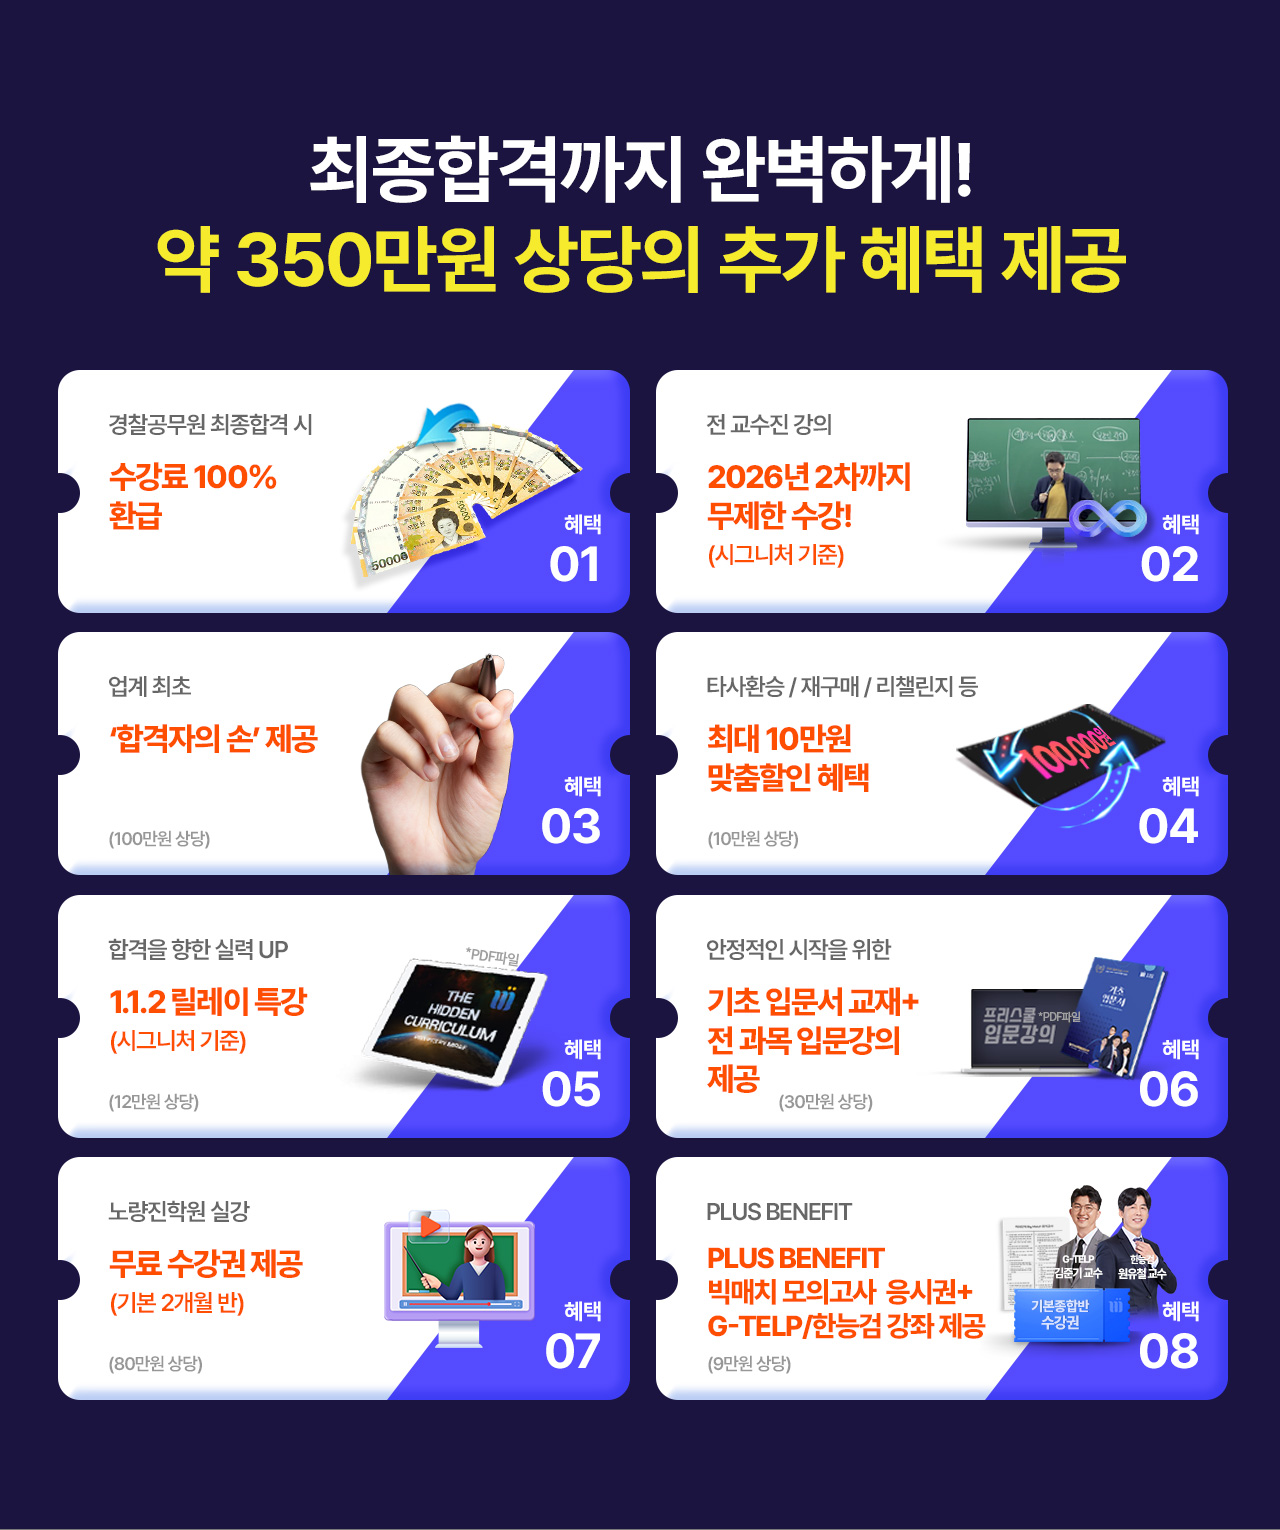 최종합격까지 완벽하게!
약 350만원 상당의 추가 혜택 제공
경찰공무원 최종합격 시
수강료 100%
환급
50000
혜택
01
전 교수진 강의
2026년 2차까지
무제한 수강!
(시그니처 기준)
혜택
02
업계 최초
‘합격자의 손’ 제공
(100만원 상당)
혜택
03
타사환승 / 재구매 / 리챌린지 등
최대 10만원
맞춤할인 혜택
(10만원 상당)
100,000원
혜택
04
합격을 향한 실력 UP
1.1.2 릴레이 특강
(시그니처 기준)
(12만원 상당)
*PDF파일
THE
HIDDEN
CURRICULUM
혜택
05
안정적인 시작을 위한
기초 입문서 교재+
전 과목 입문강의
제공
(30만원 상당)
프리스쿨
입문강의
*PDF파일
기초
입문서
혜택
06
노량진학원 실강
무료 수강권 제공
(기본 2개월 반)
(80만원 상당)
혜택
07
PLUS BENEFIT
PLUS BENEFIT
빅매치 모의고사 응시권+
G-TELP/한능검 강좌 제공
(9만원 상당)
G-TELP
김준기 교수
한능검
원유철 교수
기본종합반
수강권
혜택
08